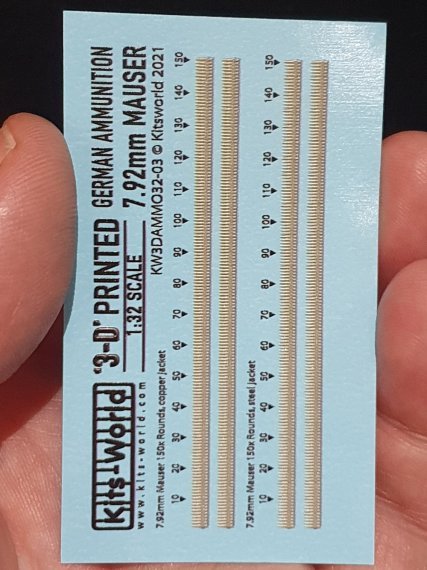 Kits-World
www.kits-world.com
"3-D" PRINTED
1:32 SCALE
GERMAN AMMUNITION
7.92mm MAUSER
KW3DAMMO32-03 © Kitsworld 2021
7.92mm Mauser 150x Rounds, copper jacket
10 20 30 40 50 60 70 80 90 100 110 120 130 140 150
7.92mm Mauser 150x Rounds, steel jacket
10 20 30 40 50 60 70 80 90 100 110 120 130 140 150